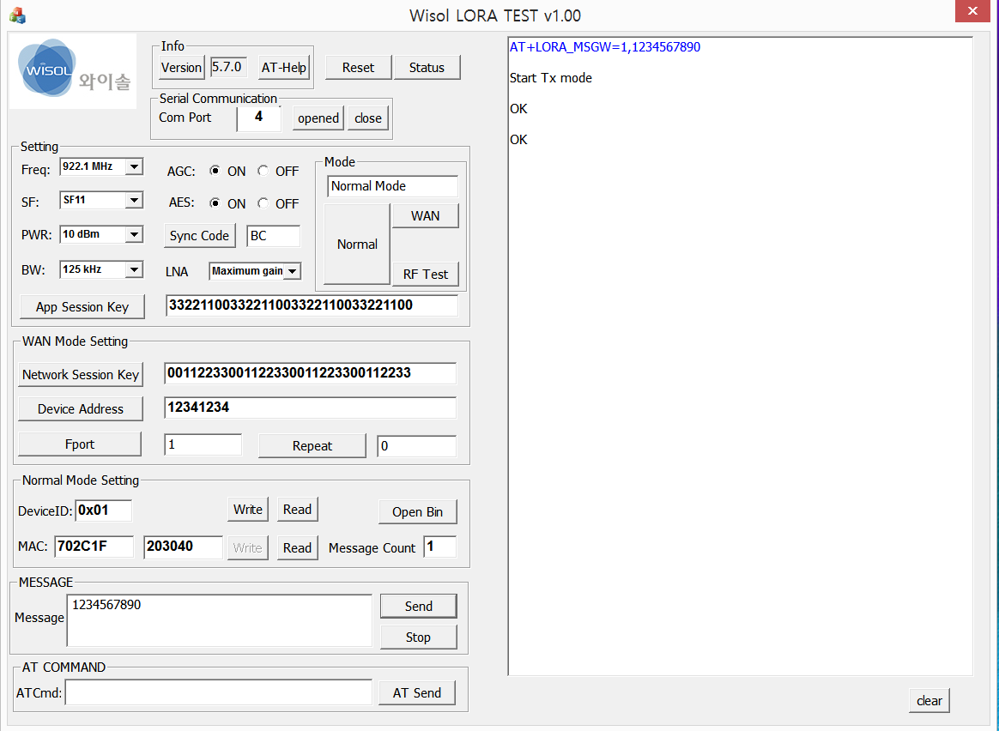 Wisol LORA TEST v1.00
WiSOL
와이솔
Info
Version 5.7.0 AT-Help Reset Status
Serial Communication
Com Port 4 opened close
Setting
Freq: 922.1 MHz AGC: ON OFF
SF: SF11 AES: ON OFF
PWR: 10 dBm Sync Code BC
BW: 125 kHz LNA Maximum gain
Mode
Normal Mode
Normal WAN
RF Test
App Session Key 33221100332211003322110033221100
WAN Mode Setting
Network Session Key 00112233001122330011223300112233
Device Address 12341234
Fport 1 Repeat 0
Normal Mode Setting
DeviceID: 0x01 Write Read Open Bin
MAC: 702C1F 203040 Write Read Message Count 1
MESSAGE
Message 1234567890 Send
Stop
AT COMMAND
ATCmd: AT Send
AT+LORA_MSGW=1,1234567890
Start Tx mode
OK
OK
clear